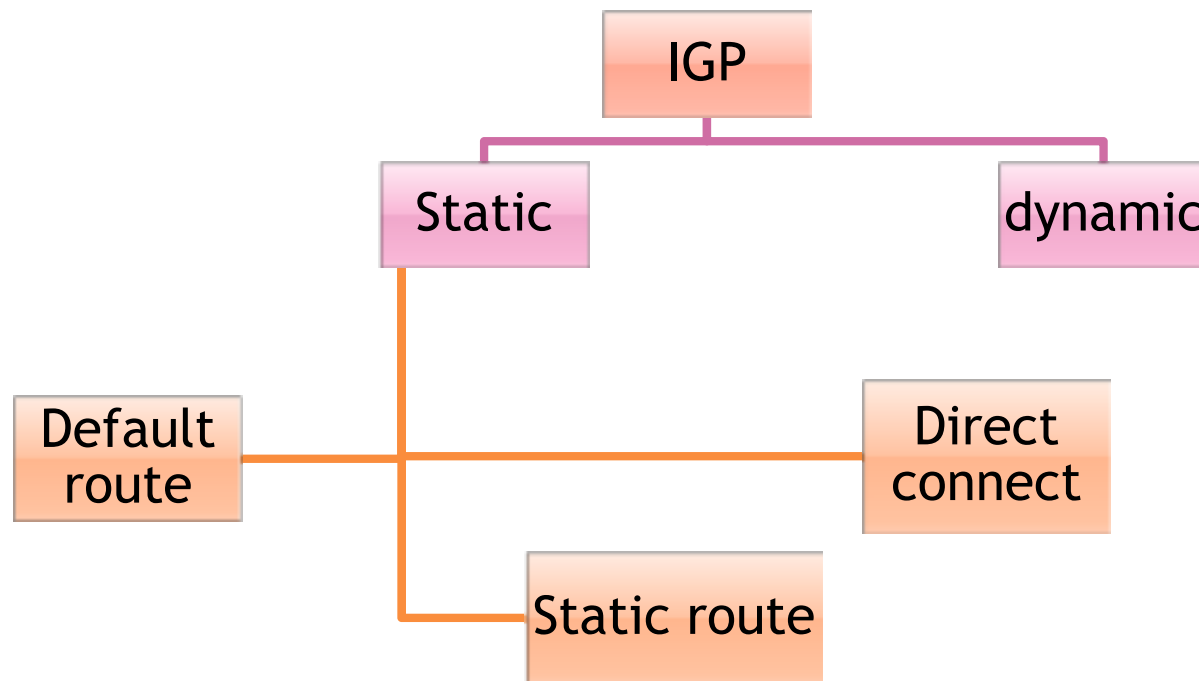 IGP
Static
dynamic
Default
route
Direct
connect
Static route